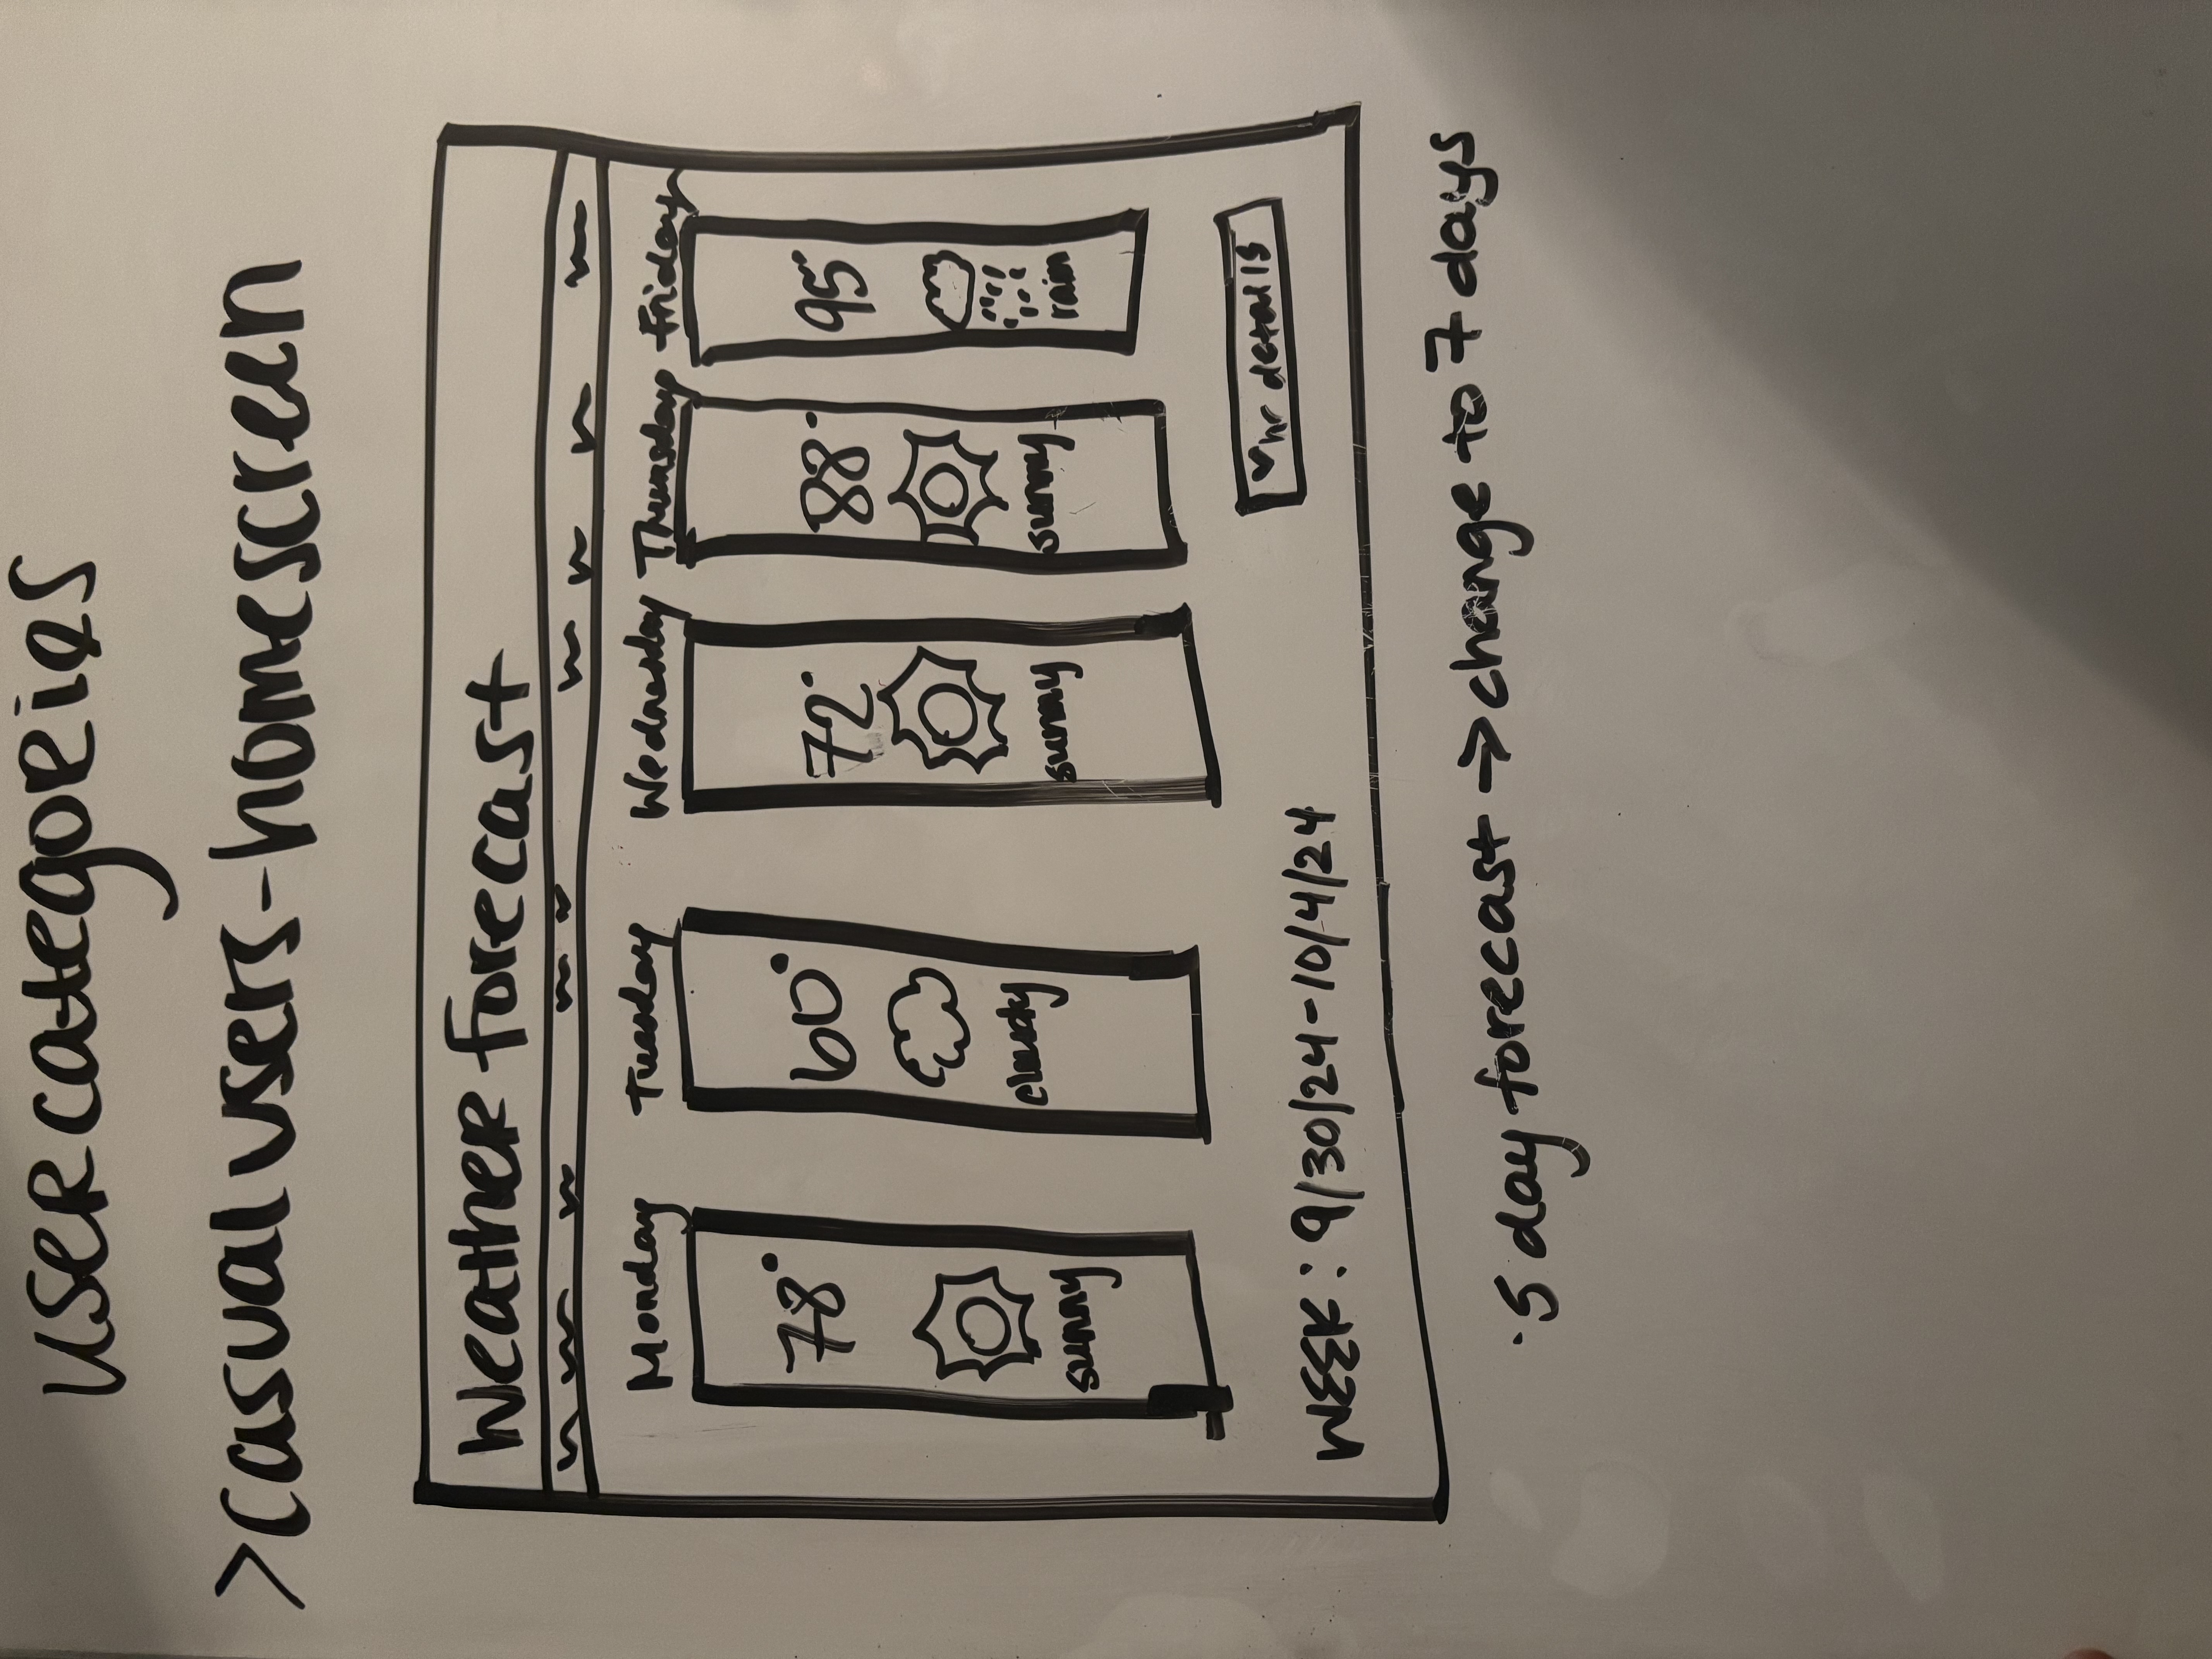 user categories
>casual users-homescreen
Weather forecast
Monday Tuesday Wednesday Thursday Friday
78° 60° 72° 88° 95°
sunny cloudy sunny sunny rain
hr details
WEEK: 9/30/24-10/4/24
·5 day forecast →change to 7 days